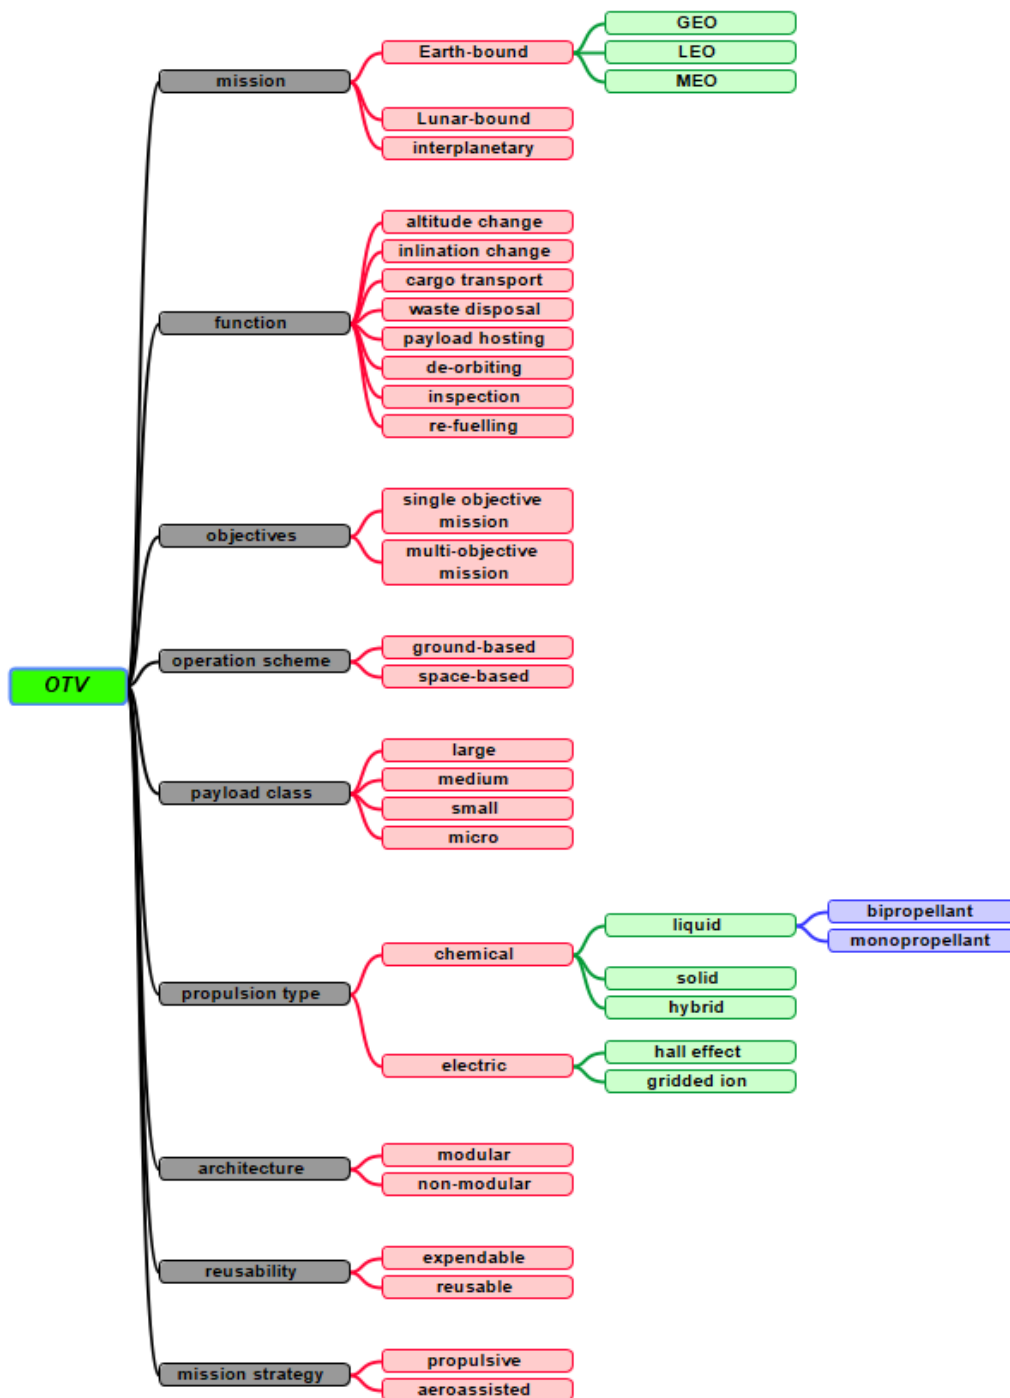 OTV
mission
Earth-bound
GEO
LEO
MEO
Lunar-bound
interplanetary
function
altitude change
inlination change
cargo transport
waste disposal
payload hosting
de-orbiting
inspection
re-fuelling
objectives
single objective
mission
multi-objective
mission
operation scheme
ground-based
space-based
payload class
large
medium
small
micro
propulsion type
chemical
liquid
bipropellant
monopropellant
solid
hybrid
electric
hall effect
gridded ion
architecture
modular
non-modular
reusability
expendable
reusable
mission strategy
propulsive
aeroassisted